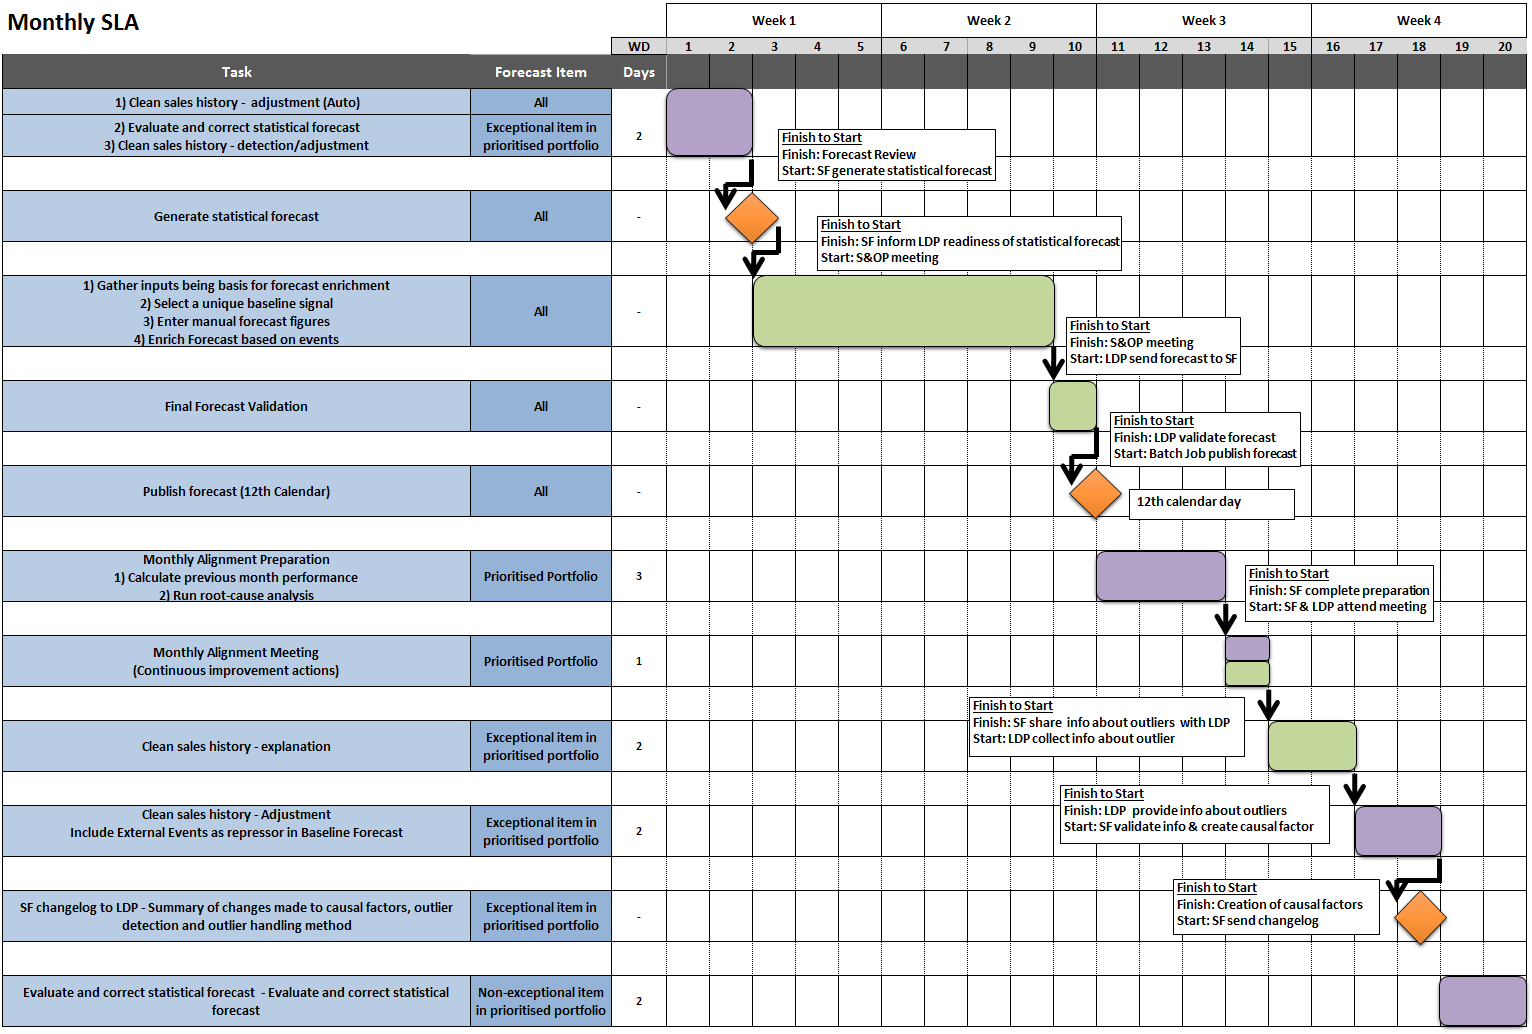 Monthly SLA
Week 1
Week 2
Week 3
Week 4
WD 1 2 3 4 5 6 7 8 9 10 11 12 13 14 15 16 17 18 19 20
Task Forecast Item Days
1) Clean sales history - adjustment (Auto)
All
2) Evaluate and correct statistical forecast
3) Clean sales history - detection/adjustment
Exceptional item in
prioritised portfolio
2
Finish to Start
Finish: Forecast Review
Start: SF generate statistical forecast
Generate statistical forecast
All
-
Finish to Start
Finish: SF inform LDP readiness of statistical forecast
Start: S&OP meeting
1) Gather inputs being basis for forecast enrichment
2) Select a unique baseline signal
3) Enter manual forecast figures
4) Enrich Forecast based on events
All
-
Finish to Start
Finish: S&OP meeting
Start: LDP send forecast to SF
Final Forecast Validation
All
-
Finish to Start
Finish: LDP validate forecast
Start: Batch Job publish forecast
Publish forecast (12th Calendar)
All
-
12th calendar day
Monthly Alignment Preparation
1) Calculate previous month performance
2) Run root-cause analysis
Prioritised Portfolio
3
Finish to Start
Finish: SF complete preparation
Start: SF & LDP attend meeting
Monthly Alignment Meeting
(Continuous improvement actions)
Prioritised Portfolio
1
Finish to Start
Finish: SF share info about outliers with LDP
Start: LDP collect info about outlier
Clean sales history - explanation
Exceptional item in
prioritised portfolio
2
Finish to Start
Finish: LDP provide info about outliers
Start: SF validate info & create causal factor
Clean sales history - Adjustment
Include External Events as repressor in Baseline Forecast
Exceptional item in
prioritised portfolio
2
Finish to Start
Finish: Creation of causal factors
Start: SF send changelog
SF changelog to LDP - Summary of changes made to causal factors, outlier
detection and outlier handling method
Exceptional item in
prioritised portfolio
-
Evaluate and correct statistical forecast - Evaluate and correct statistical
forecast
Non-exceptional item
in prioritised portfolio
2